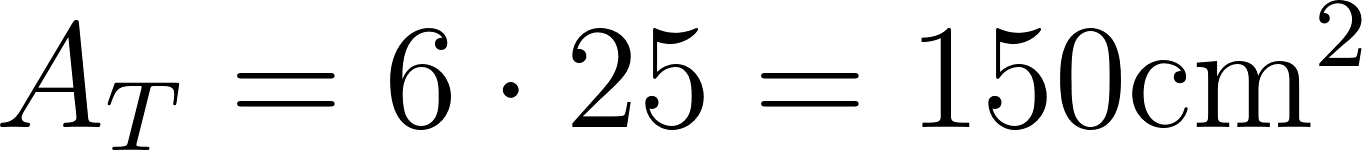 A_T = 6 · 25 = 150cm²